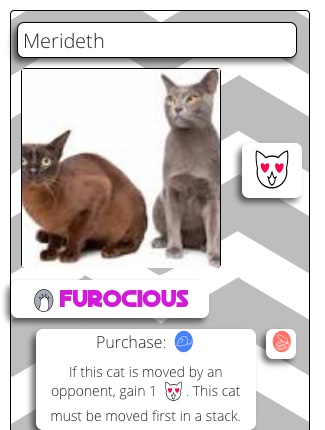 Merideth
FUROCIOUS
Purchase:
If this cat is moved by an
opponent, gain 1 . This cat
must be moved first in a stack.